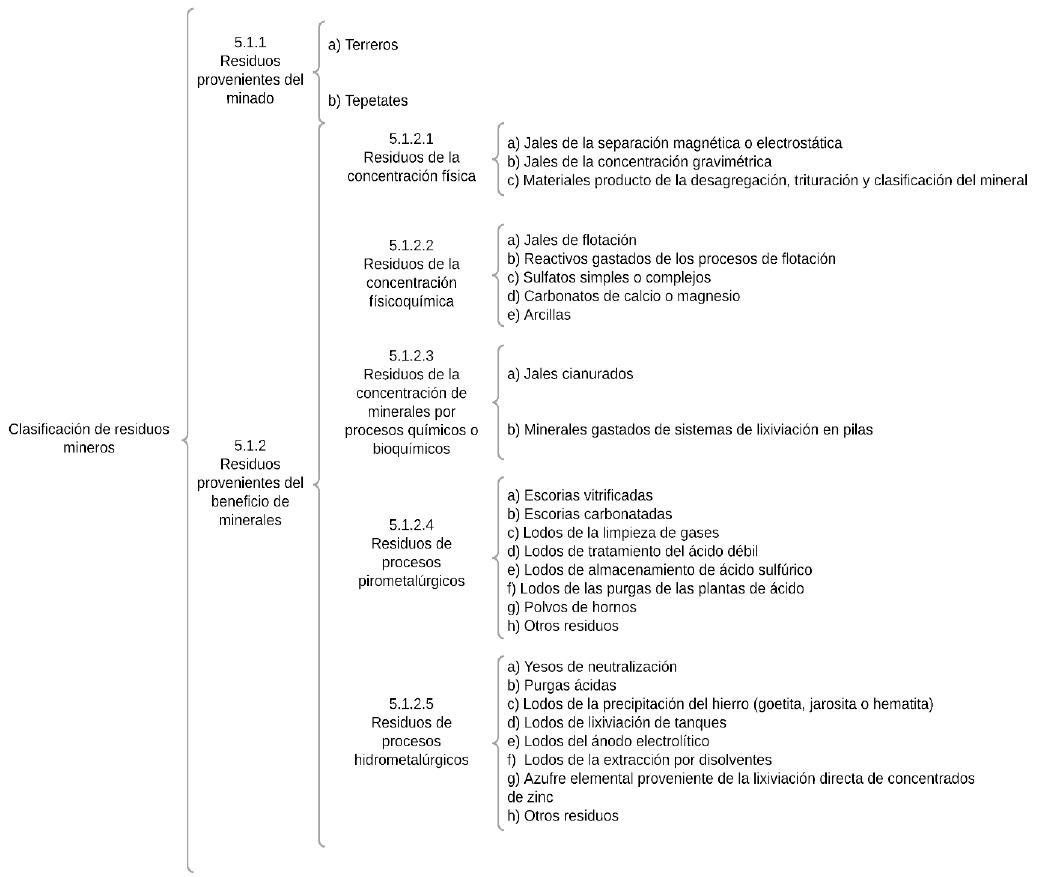 Clasificación de residuos
mineros
5.1.1
Residuos
provenientes del
minado
a) Terreros
b) Tepetates
5.1.2
Residuos
provenientes del
beneficio de
minerales
5.1.2.1
Residuos de la
concentración física
a) Jales de la separación magnética o electrostática
b) Jales de la concentración gravimétrica
c) Materiales producto de la desagregación, trituración y clasificación del mineral
5.1.2.2
Residuos de la
concentración
físicoquímica
a) Jales de flotación
b) Reactivos gastados de los procesos de flotación
c) Sulfatos simples o complejos
d) Carbonatos de calcio o magnesio
e) Arcillas
5.1.2.3
Residuos de la
concentración de
minerales por
procesos químicos o
bioquímicos
a) Jales cianurados
b) Minerales gastados de sistemas de lixiviación en pilas
5.1.2.4
Residuos de
procesos
pirometalúrgicos
a) Escorias vitrificadas
b) Escorias carbonatadas
c) Lodos de la limpieza de gases
d) Lodos de tratamiento del ácido débil
e) Lodos de almacenamiento de ácido sulfúrico
f) Lodos de las purgas de las plantas de ácido
g) Polvos de hornos
h) Otros residuos
5.1.2.5
Residuos de
procesos
hidrometalúrgicos
a) Yesos de neutralización
b) Purgas ácidas
c) Lodos de la precipitación del hierro (goetita, jarosita o hematita)
d) Lodos de lixiviación de tanques
e) Lodos del ánodo electrolítico
f) Lodos de la extracción por disolventes
g) Azufre elemental proveniente de la lixiviación directa de concentrados
de zinc
h) Otros residuos